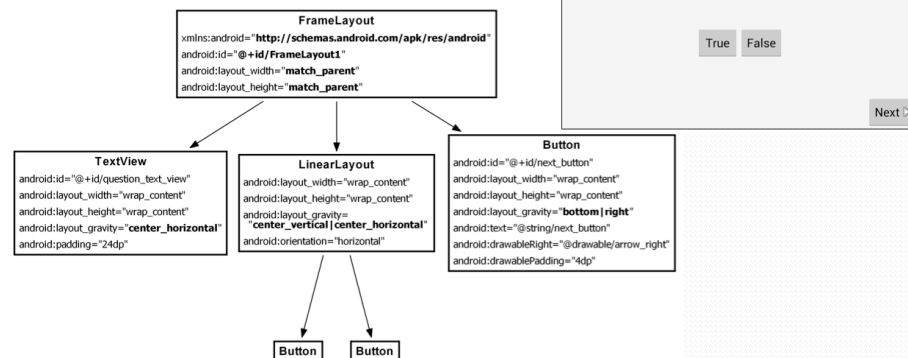 FrameLayout
xmlns:android="http://schemas.android.com/apk/res/android"
android:id="@+id/FrameLayout1"
android:layout_width="match_parent"
android:layout_height="match_parent"
True False
Next
TextView
android:id="@+id/question_text_view"
android:layout_width="wrap_content"
android:layout_height="wrap_content"
android:layout_gravity="center_horizontal"
android:padding="24dp"
LinearLayout
android:layout_width="wrap_content"
android:layout_height="wrap_content"
android:layout_gravity=
"center_vertical|center_horizontal"
android:orientation="horizontal"
Button
android:id="@+id/next_button"
android:layout_width="wrap_content"
android:layout_height="wrap_content"
android:layout_gravity="bottom|right"
android:text="@string/next_button"
android:drawableRight="@drawable/arrow_right"
android:drawablePadding="4dp"
Button
Button